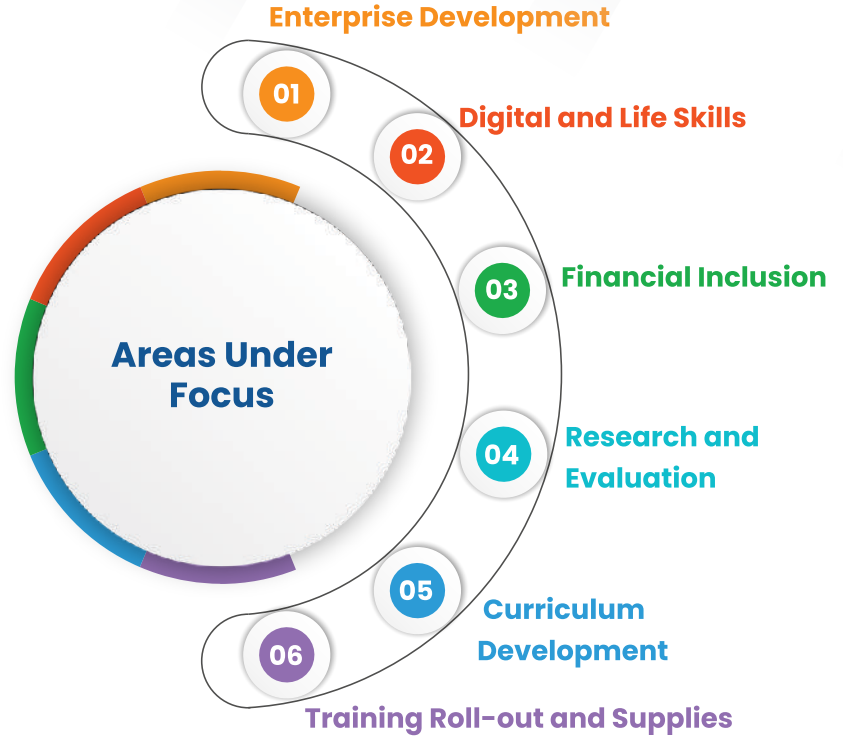 Enterprise Development
01
Digital and Life Skills
02
Financial Inclusion
03
Areas Under
Focus
Research and
Evaluation
04
Curriculum
Development
05
06
Training Roll-out and Supplies